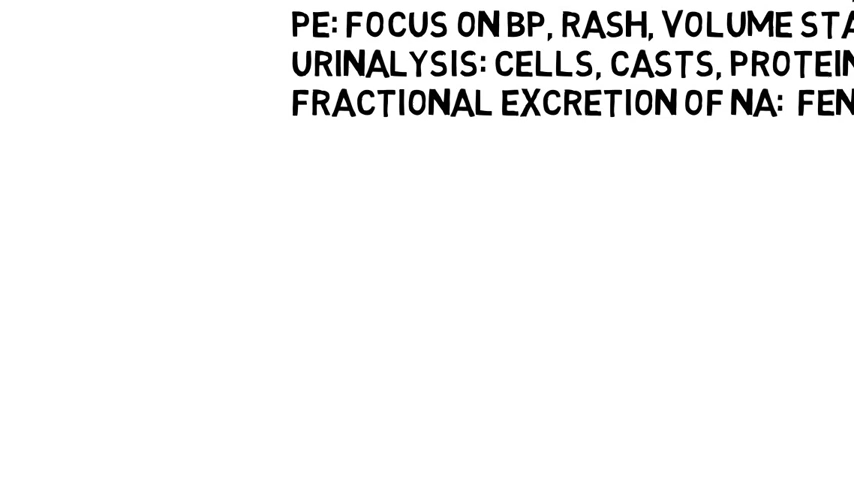 PE: FOCUS ON BP, RASH, VOLUME STA
URINALYSIS: CELLS, CASTS, PROTEIN
FRACTIONAL EXCRETION OF NA: FEN